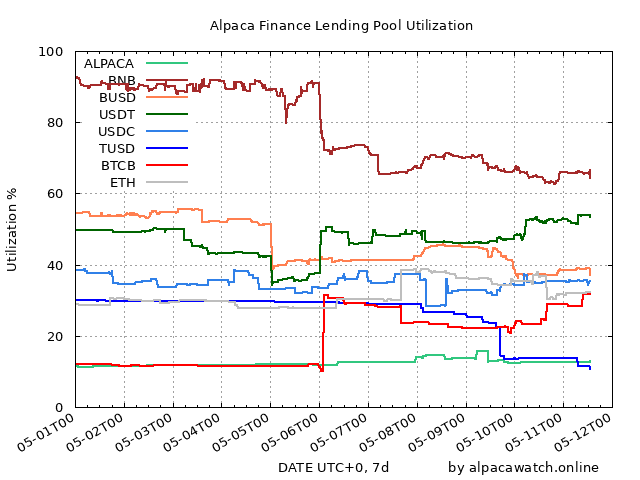 Alpaca Finance Lending Pool Utilization
100
80
60
40
20
0
Utilization %
ALPACA
BNB
BUSD
USDT
USDC
TUSD
BTCB
ETH
05-01T00
05-02T00
05-03T00
05-04T00
05-05T00
05-06T00
05-07T00
05-08T00
05-09T00
05-10T00
05-11T00
05-12T00
DATE UTC+0, 7d
by alpacawatch.online